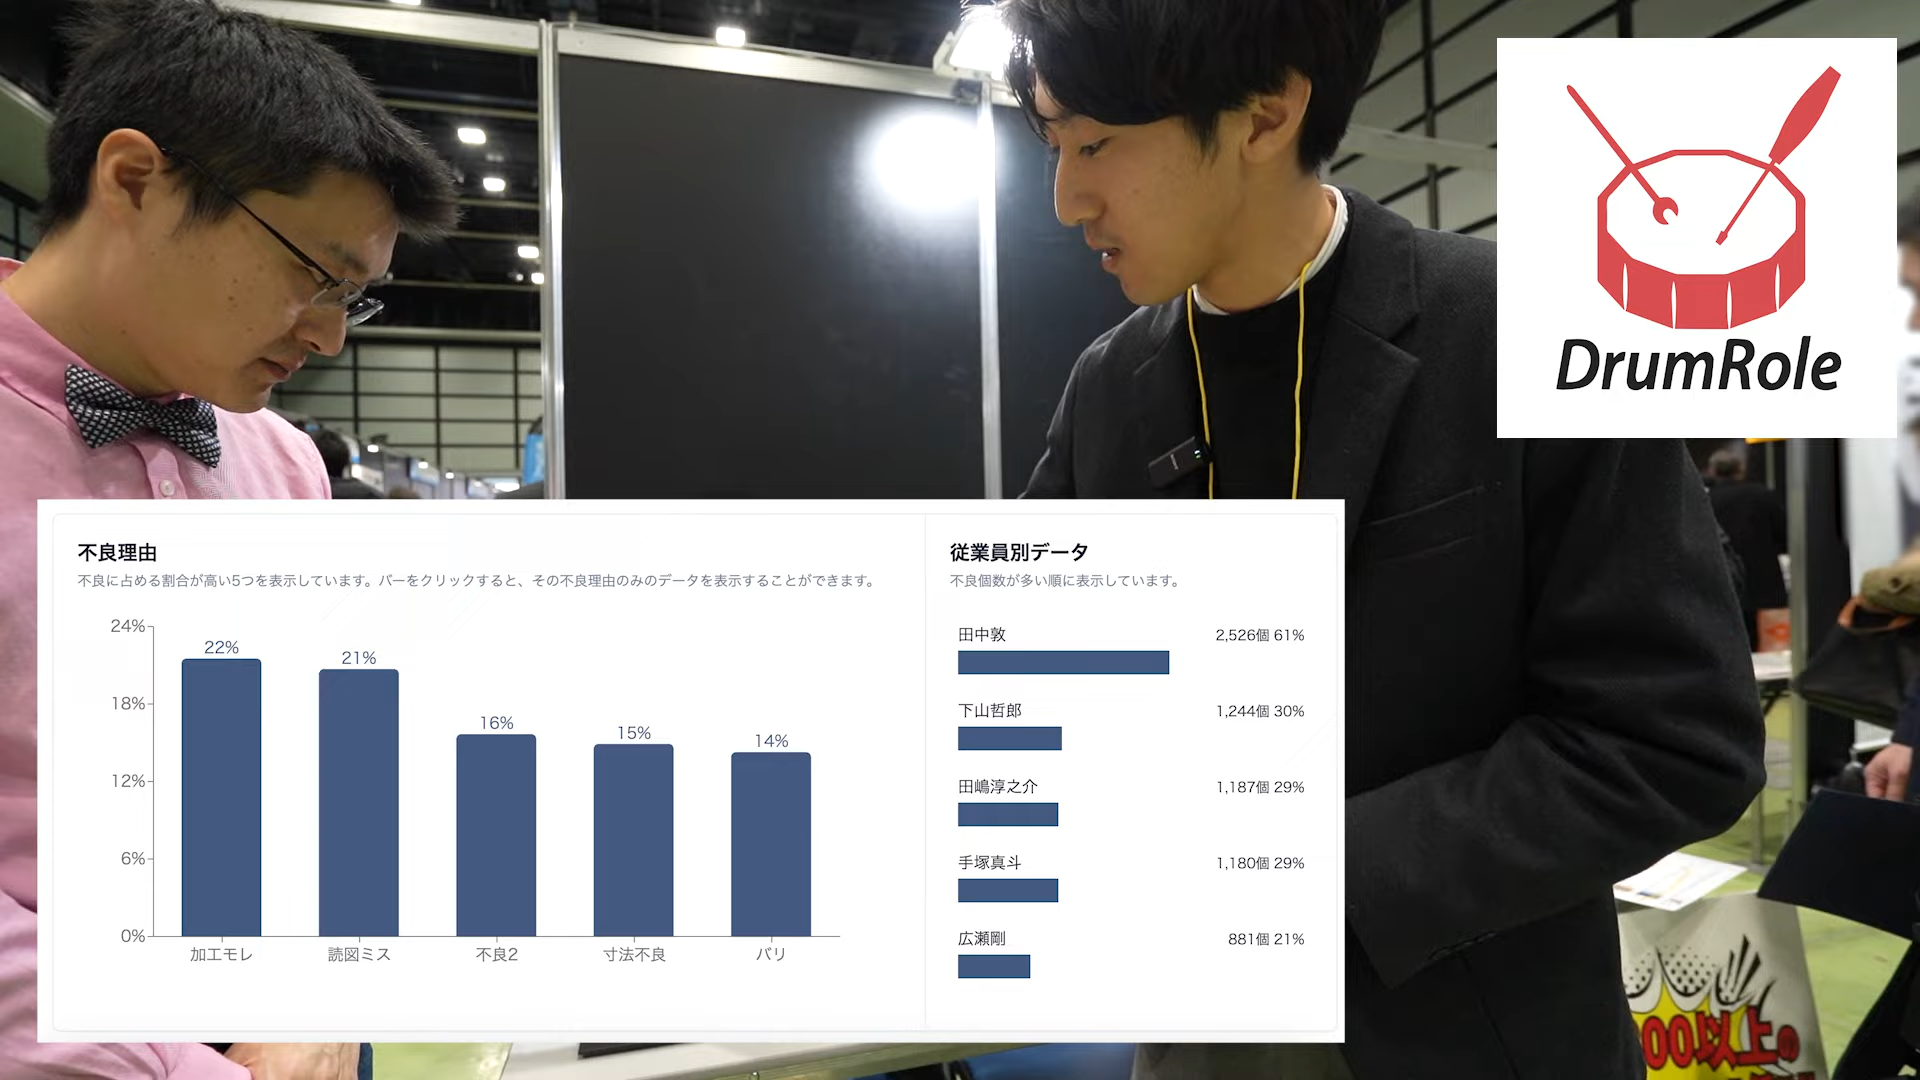 DrumRole
不良理由
不良に占める割合が高い5つを表示しています。バーをクリックすると、その不良理由のみのデータを表示することができます。
24%
18%
12%
6%
0%
22%
21%
16%
15%
14%
加工モレ
読図ミス
不良2
寸法不良
バリ
従業員別データ
不良個数が多い順に表示しています。
田中敦 2,526個 61%
下山哲郎 1,244個 30%
田嶋淳之介 1,187個 29%
手塚真斗 1,180個 29%
広瀬剛 881個 21%
00以上の